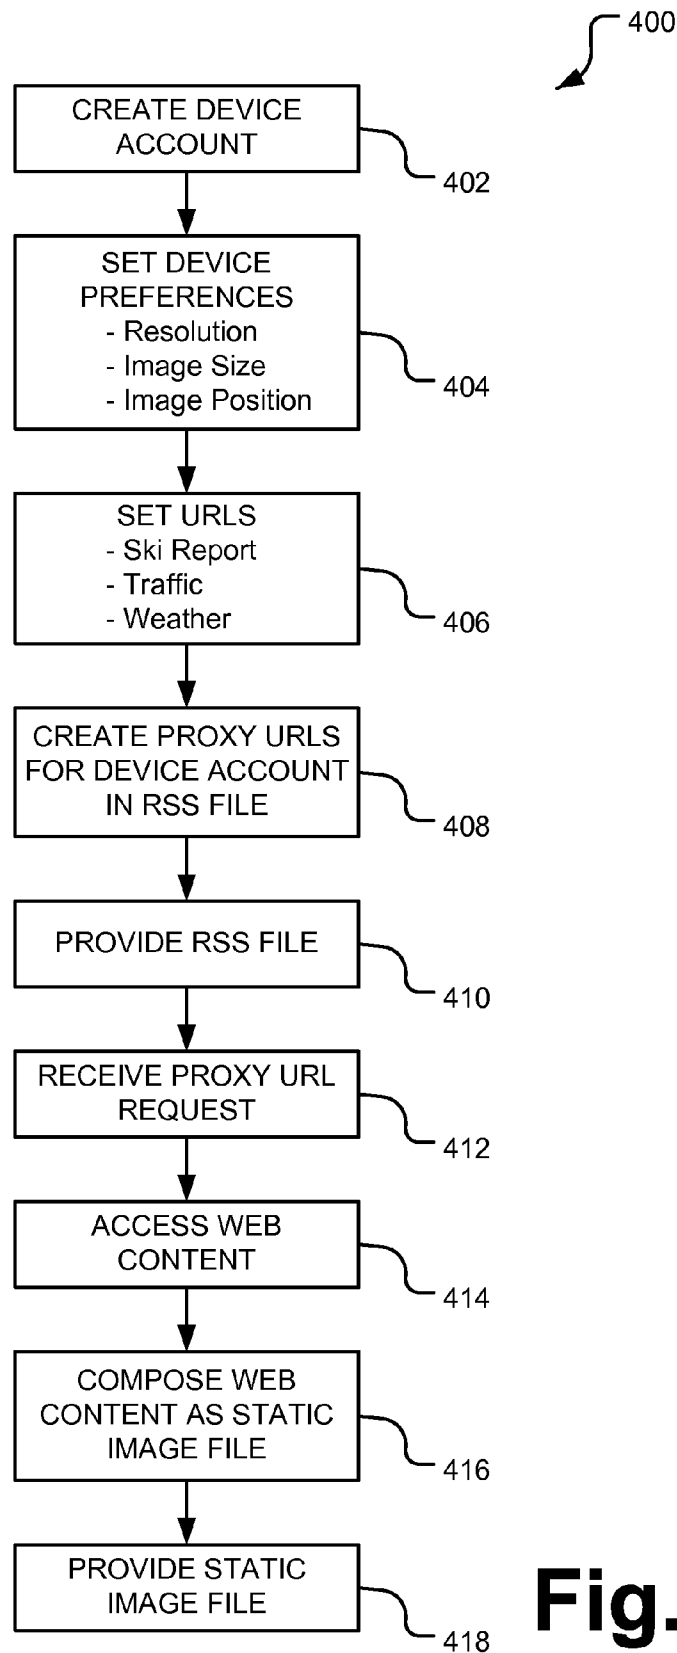 400
CREATE DEVICE
ACCOUNT
402
SET DEVICE
PREFERENCES
- Resolution
- Image Size
- Image Position
404
SET URLS
- Ski Report
- Traffic
- Weather
406
CREATE PROXY URLS
FOR DEVICE ACCOUNT
IN RSS FILE
408
PROVIDE RSS FILE
410
RECEIVE PROXY URL
REQUEST
412
ACCESS WEB
CONTENT
414
COMPOSE WEB
CONTENT AS STATIC
IMAGE FILE
416
PROVIDE STATIC
IMAGE FILE
418
Fig.